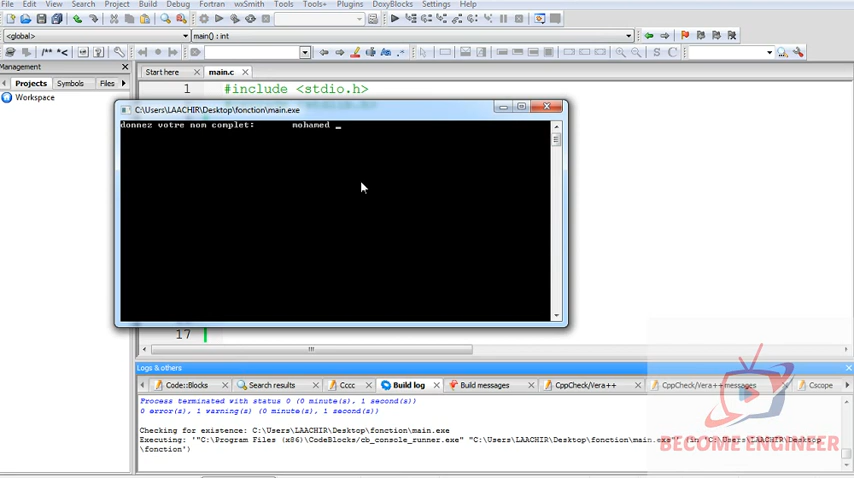 File Edit View Search Project Build Debug Fortran wxSmith Tools Tools+ Plugins DoxyBlocks Settings Help
<global> main() : int
Management
Projects Symbols Files
Workspace
Start here main.c
1 #include <stdio.h>
C:\Users\LAACHIR\Desktop\fonction\main.exe
donnez votre nom complet: mohamed _
17
Logs & others
Code::Blocks Search results Cccc Build log Build messages CppCheck/Vera++ CppCheck/Vera++ messages Cscope
Process terminated with status 0 (0 minute(s), 1 second(s))
0 error(s), 1 warning(s) (0 minute(s), 1 second(s))
Checking for existence: C:\Users\LAACHIR\Desktop\fonction\main.exe
Executing: '"C:\Program Files (x86)\CodeBlocks/cb_console_runner.exe" "C:\Users\LAACHIR\Desktop\fonction\main.exe"' (in 'C:\Users\LAACHIR\Desktop
\fonction')
BECOME ENGINEER